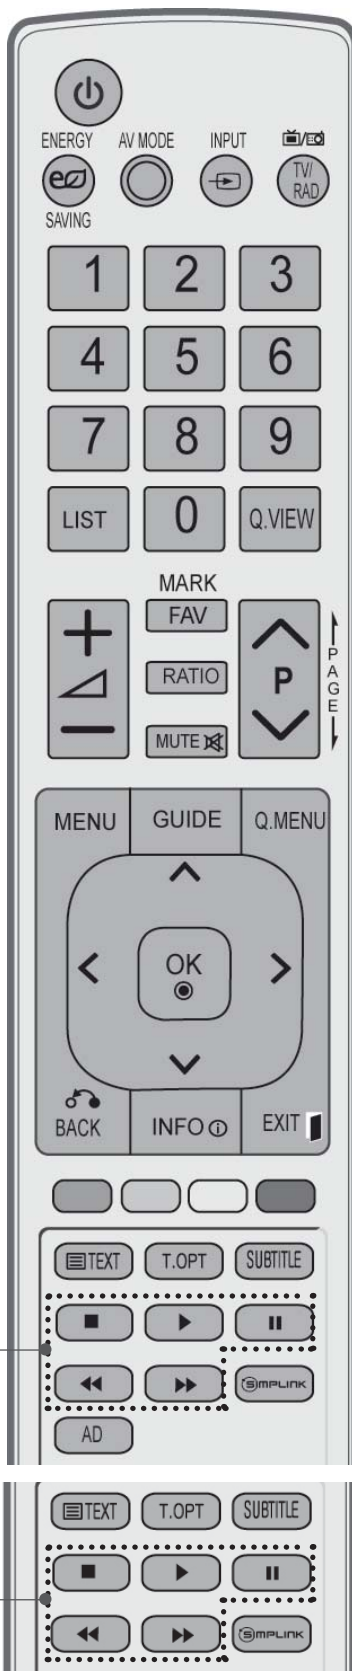 ENERGY AV MODE INPUT
TV/
RAD
SAVING
1 2 3
4 5 6
7 8 9
LIST 0 Q.VIEW
MARK
FAV
RATIO
P
PAGE
MUTE
MENU GUIDE Q.MENU
OK
BACK INFO EXIT
TEXT T.OPT SUBTITLE
SIMPLINK
AD
TEXT T.OPT SUBTITLE
SIMPLINK